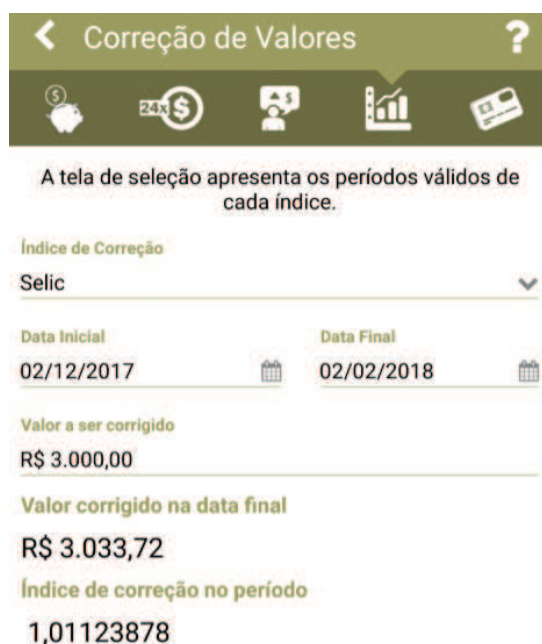 Correção de Valores ?
$ 24x $ $
A tela de seleção apresenta os períodos válidos de
cada índice.
Índice de Correção
Selic
Data Inicial Data Final
02/12/2017 02/02/2018
Valor a ser corrigido
R$ 3.000,00
Valor corrigido na data final
R$ 3.033,72
Índice de correção no período
1,01123878